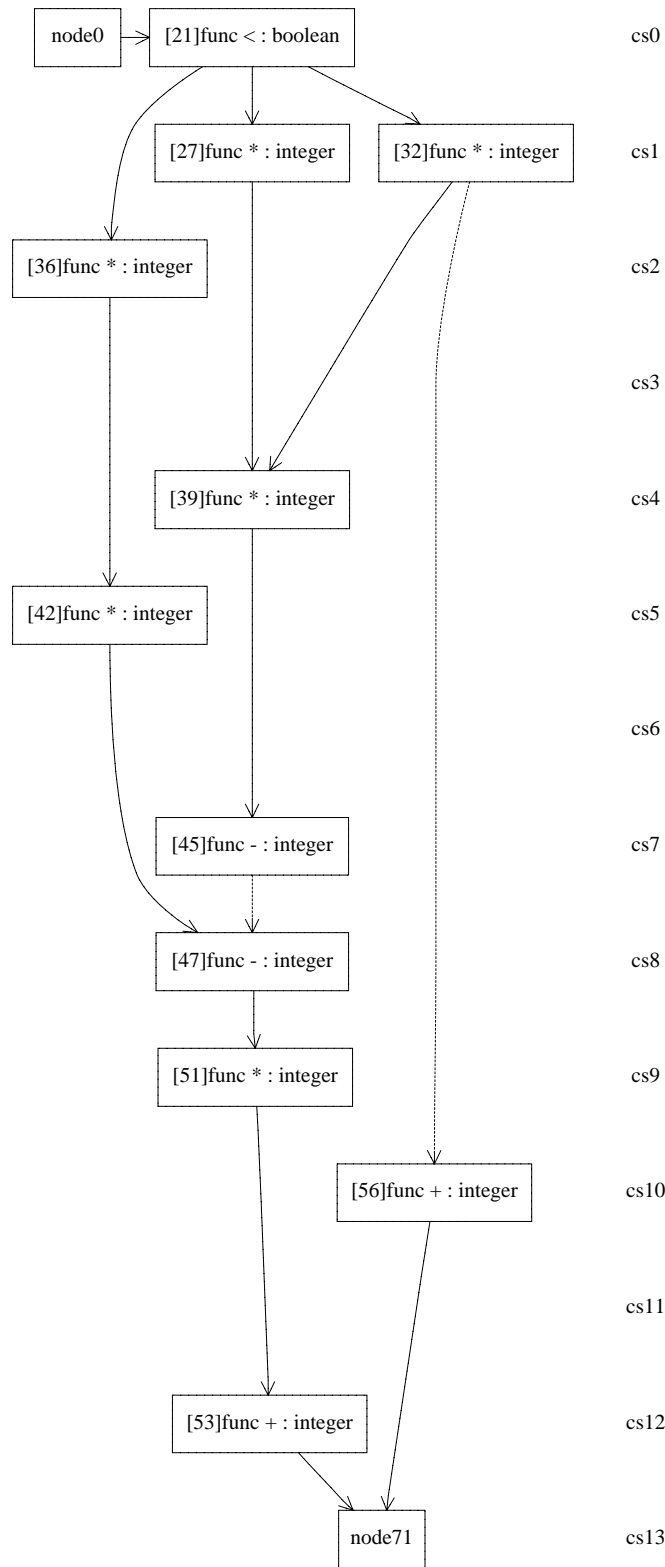 node0 [21]func < : boolean cs0
[27]func * : integer [32]func * : integer cs1
[36]func * : integer cs2
cs3
[39]func * : integer cs4
[42]func * : integer cs5
cs6
[45]func - : integer cs7
[47]func - : integer cs8
[51]func * : integer cs9
[56]func + : integer cs10
cs11
[53]func + : integer cs12
node71 cs13